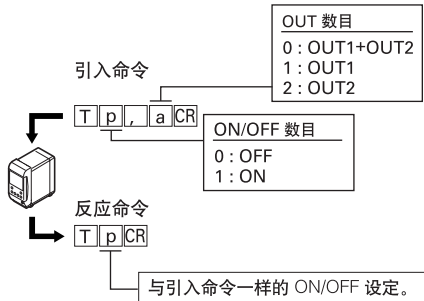 OUT 数目
0 : OUT1+OUT2
1 : OUT1
2 : OUT2
引入命令
T p , a CR
ON/OFF 数目
0 : OFF
1 : ON
反应命令
T p CR
与引入命令一样的 ON/OFF 设定。